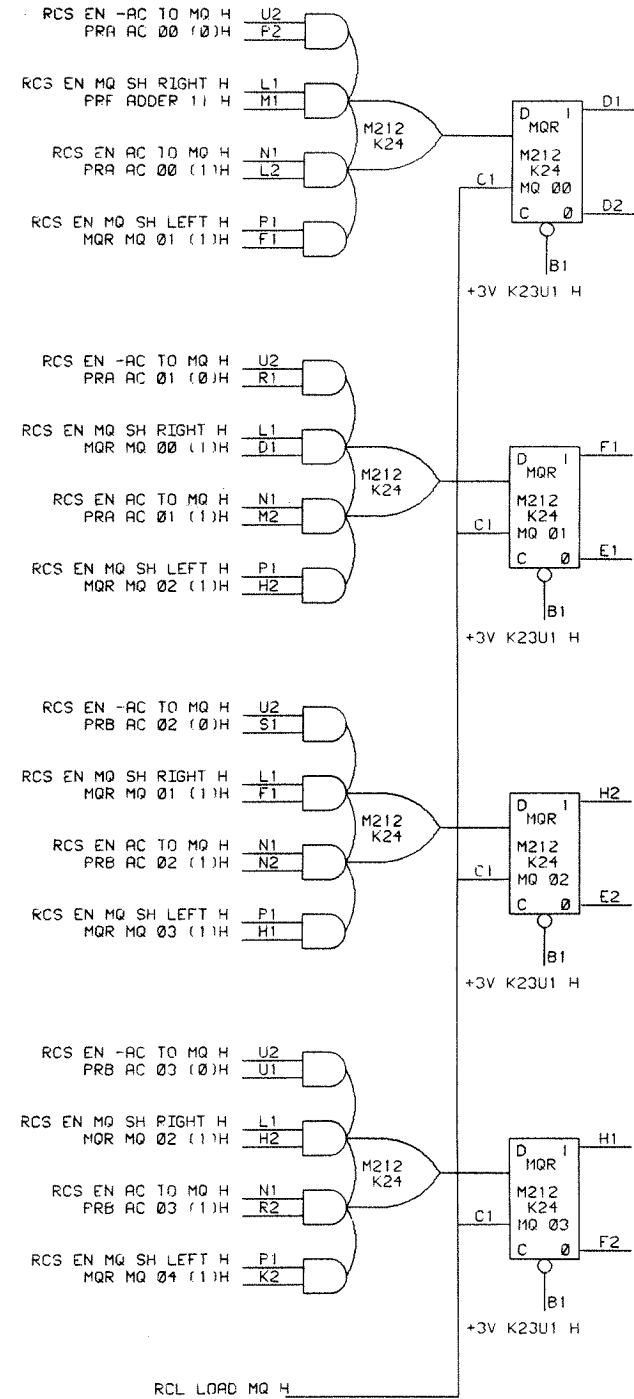 RCS EN -AC TO MQ H U2
PRA AC 00 (0)H P2
RCS EN MQ SH RIGHT H L1
PRF ADDER 11 H M1
RCS EN AC TO MQ H N1
PRA AC 00 (1)H L2
RCS EN MQ SH LEFT H P1
MQR MQ 01 (1)H F1
M212
K24
D 1
MQR
M212
K24
MQ 00
C 0
C1
D1
D2
B1
+3V K23U1 H
RCS EN -AC TO MQ H U2
PRA AC 01 (0)H R1
RCS EN MQ SH RIGHT H L1
MQR MQ 00 (1)H D1
RCS EN AC TO MQ H N1
PRA AC 01 (1)H M2
RCS EN MQ SH LEFT H P1
MQR MQ 02 (1)H H2
M212
K24
D 1
MQR
M212
K24
MQ 01
C 0
C1
F1
E1
B1
+3V K23U1 H
RCS EN -AC TO MQ H U2
PRB AC 02 (0)H S1
RCS EN MQ SH RIGHT H L1
MQR MQ 01 (1)H F1
RCS EN AC TO MQ H N1
PRB AC 02 (1)H N2
RCS EN MQ SH LEFT H P1
MQR MQ 03 (1)H H1
M212
K24
D 1
MQR
M212
K24
MQ 02
C 0
C1
H2
E2
B1
+3V K23U1 H
RCS EN -AC TO MQ H U2
PRB AC 03 (0)H U1
RCS EN MQ SH RIGHT H L1
MQR MQ 02 (1)H H2
RCS EN AC TO MQ H N1
PRB AC 03 (1)H R2
RCS EN MQ SH LEFT H P1
MQR MQ 04 (1)H K2
M212
K24
D 1
MQR
M212
K24
MQ 03
C 0
C1
H1
F2
B1
+3V K23U1 H
RCL LOAD MQ H